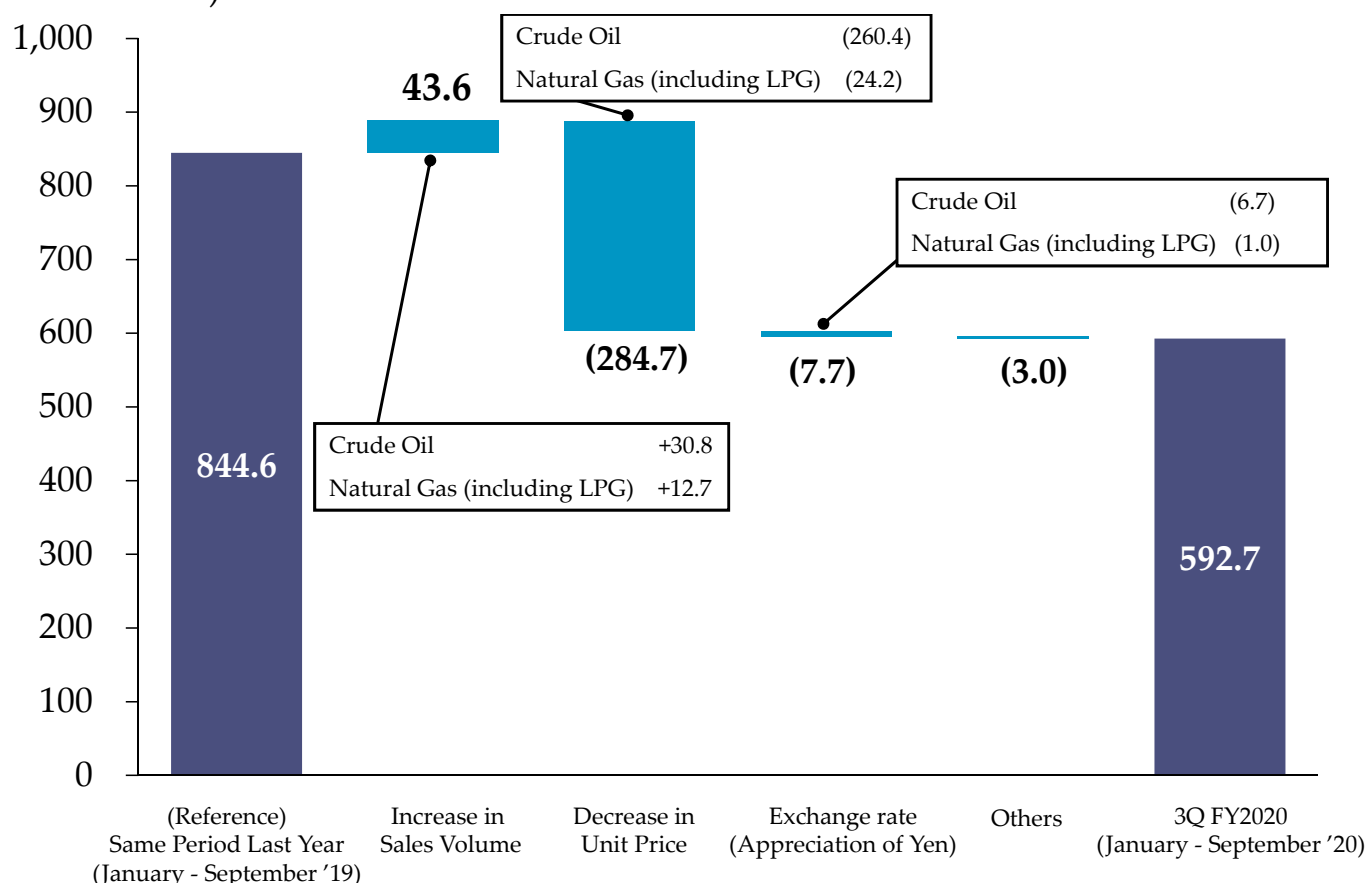 1,000
900
800
700
600
500
400
300
200
100
0
844.6
43.6
Crude Oil +30.8
Natural Gas (including LPG) +12.7
Crude Oil (260.4)
Natural Gas (including LPG) (24.2)
(284.7)
Crude Oil (6.7)
Natural Gas (including LPG) (1.0)
(7.7)
(3.0)
592.7
(Reference)
Same Period Last Year
(January - September ’19)
Increase in
Sales Volume
Decrease in
Unit Price
Exchange rate
(Appreciation of Yen)
Others
3Q FY2020
(January - September ’20)